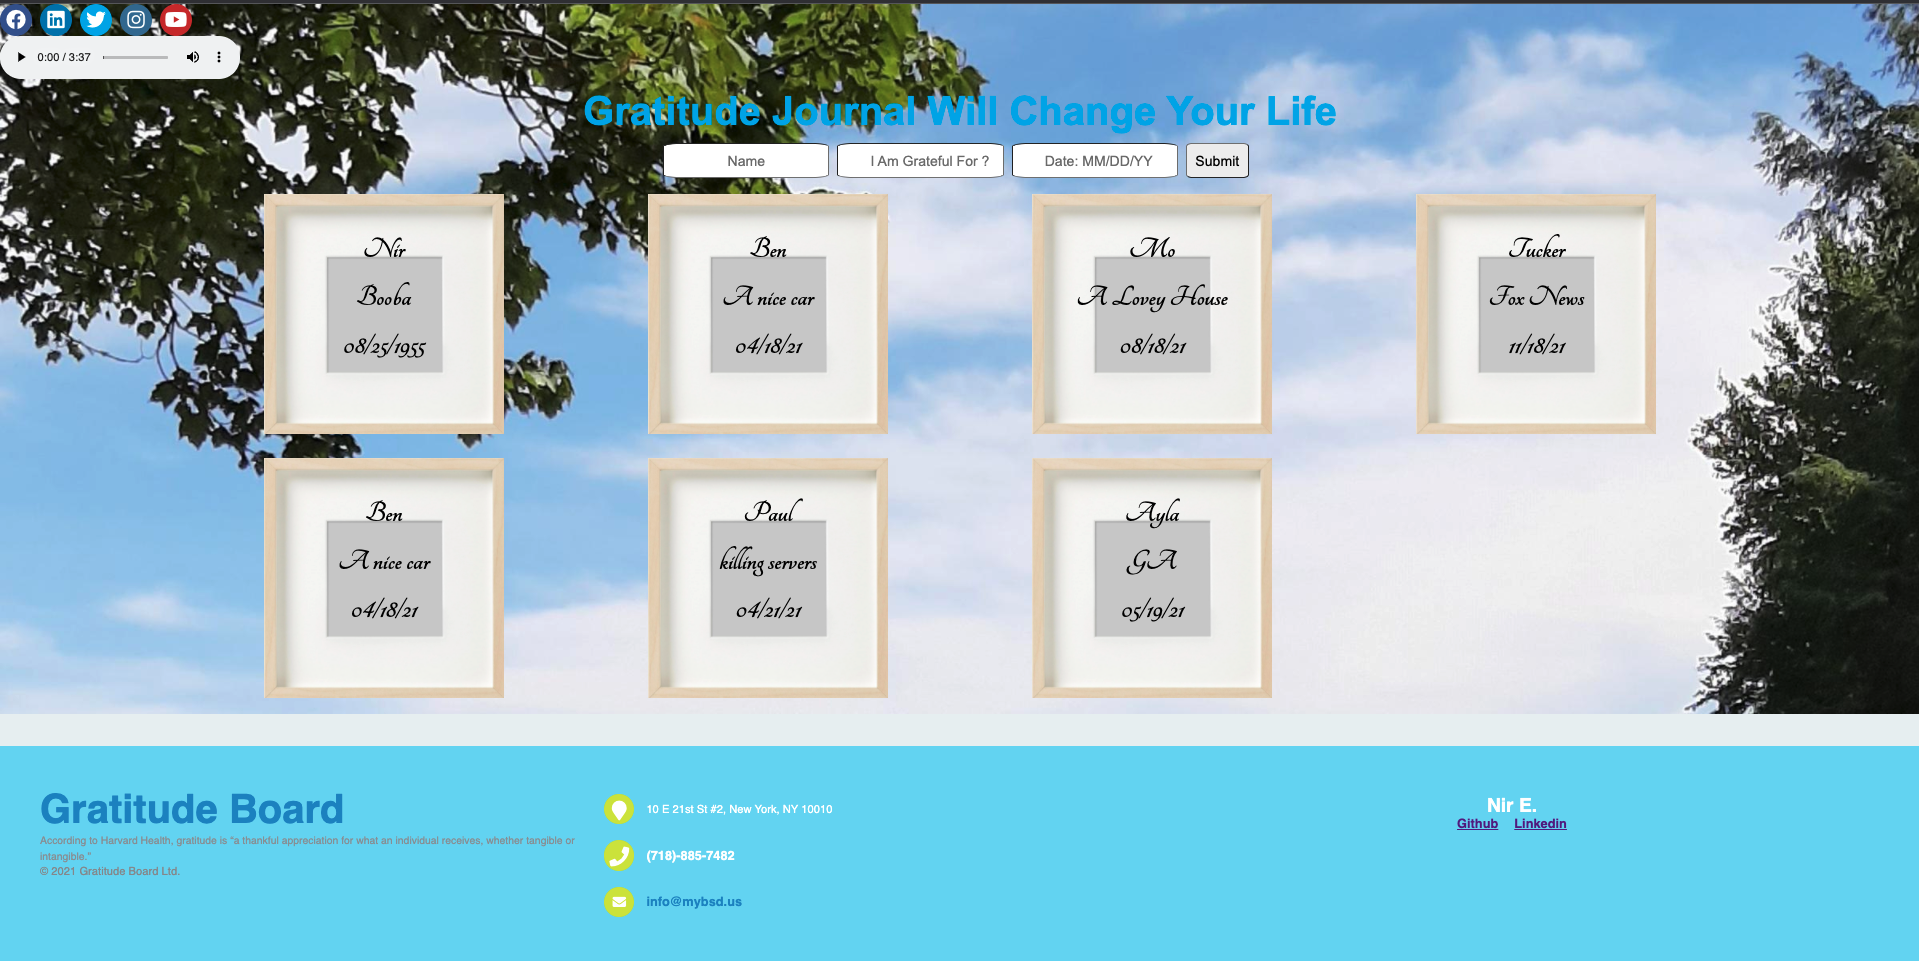 0:00 / 3:37
Gratitude Journal Will Change Your Life
Name
I Am Grateful For ?
Date: MM/DD/YY
Submit
Nir
Booba
08/25/1955
Ben
A nice car
04/18/21
Mo
A Lovey House
08/18/21
Tucker
Fox News
11/18/21
Ben
A nice car
04/18/21
Paul
killing servers
04/21/21
Ayla
GA
05/19/21
Gratitude Board
According to Harvard Health, gratitude is "a thankful appreciation for what an individual receives, whether tangible or
intangible."
© 2021 Gratitude Board Ltd.
10 E 21st St #2, New York, NY 10010
(718)-885-7482
info@mybsd.us
Nir E.
Github Linkedin